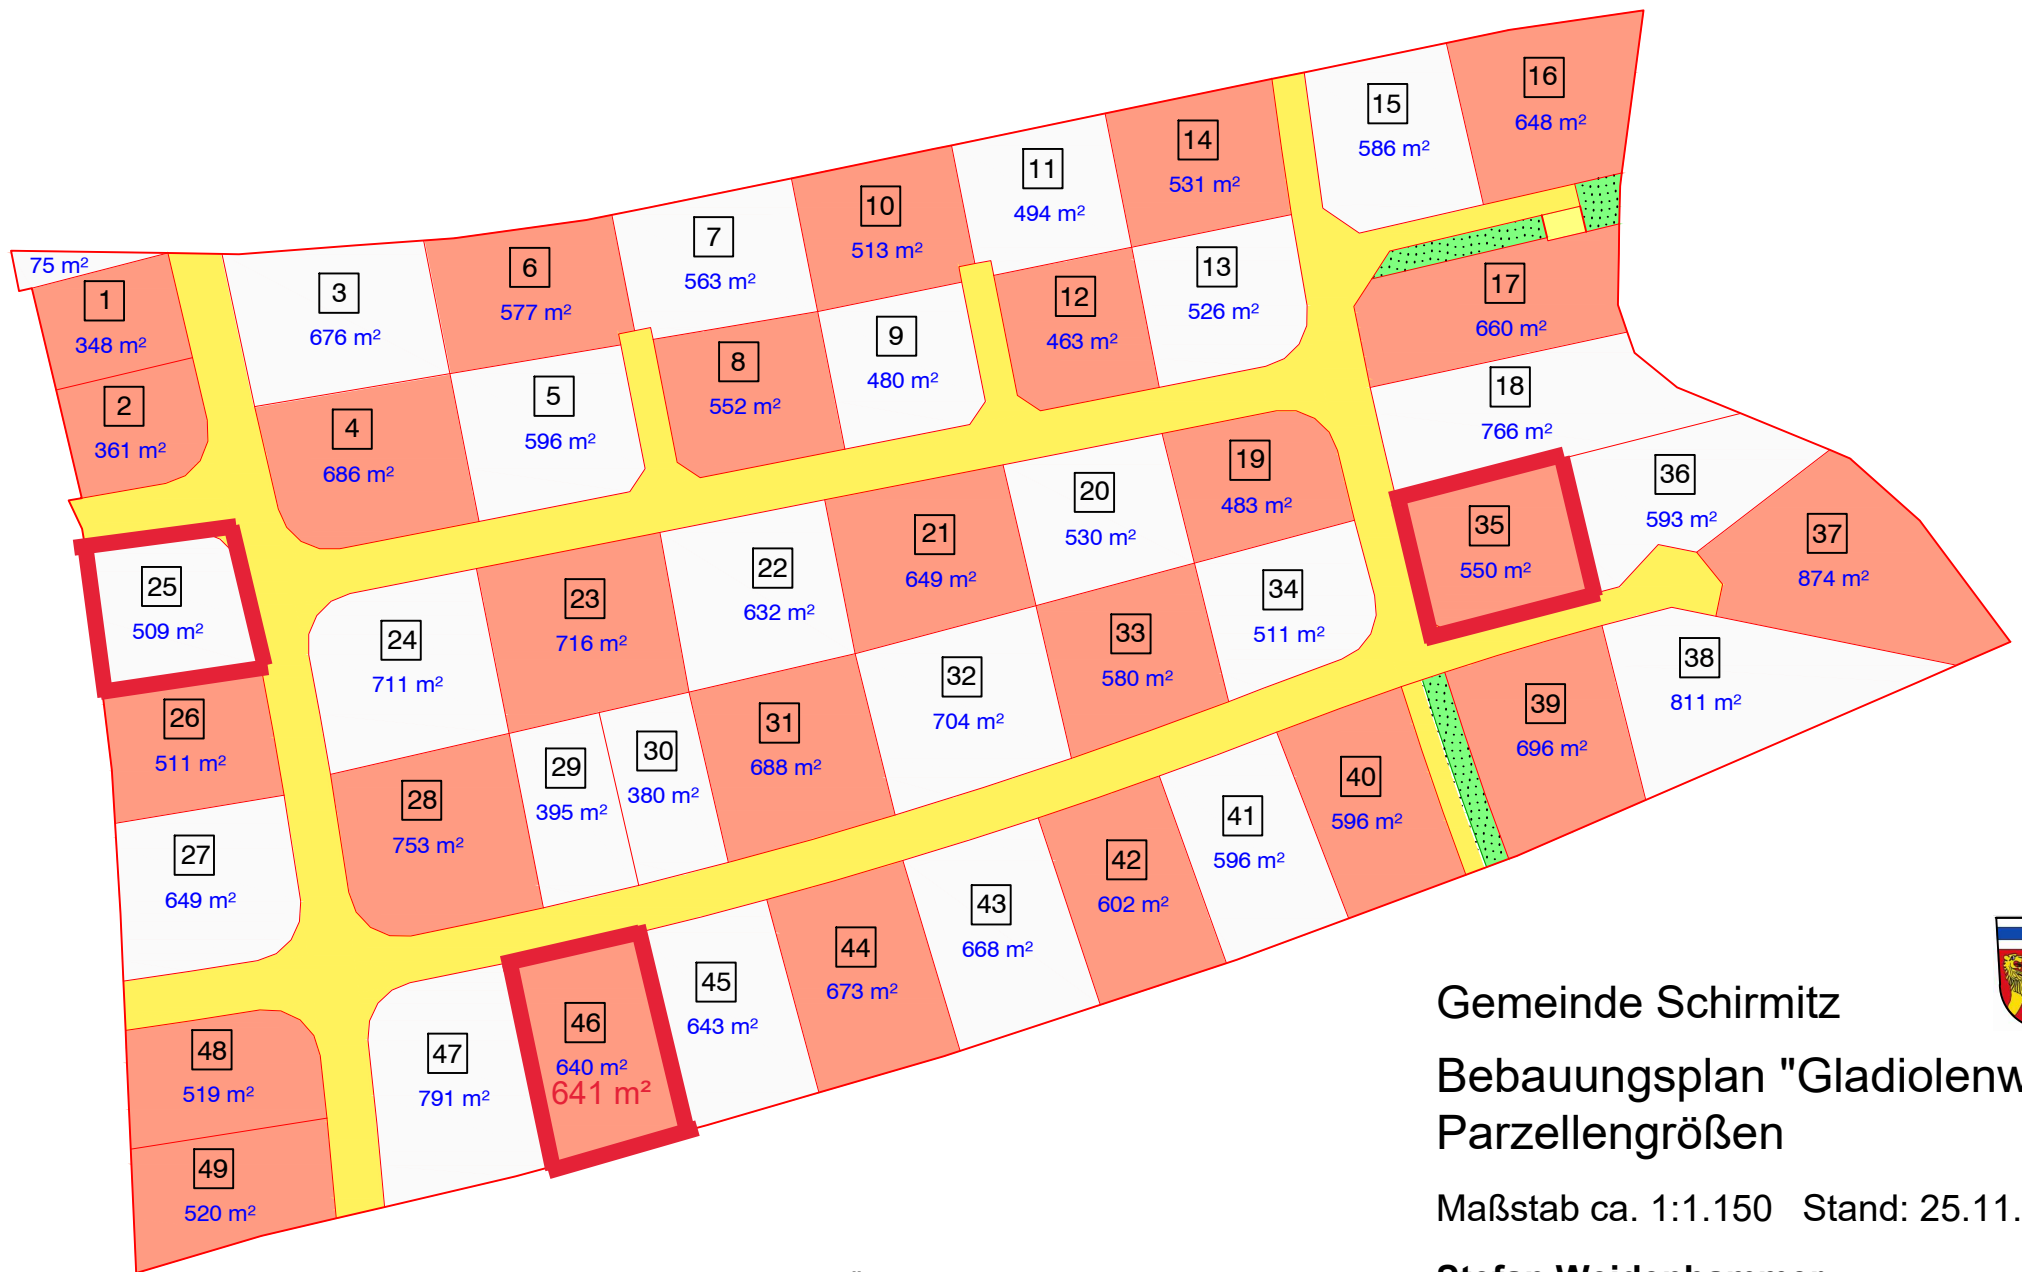 16
648 m²
15
586 m²
14
531 m²
11
494 m²
10
513 m²
7
563 m²
6
577 m²
3
676 m²
75 m²
1
348 m²
2
361 m²
4
686 m²
5
596 m²
8
552 m²
9
480 m²
12
463 m²
13
526 m²
17
660 m²
18
766 m²
19
483 m²
20
530 m²
21
649 m²
22
632 m²
23
716 m²
24
711 m²
25
509 m²
26
511 m²
27
649 m²
28
753 m²
29
395 m²
30
380 m²
31
688 m²
32
704 m²
33
580 m²
34
511 m²
35
550 m²
36
593 m²
37
874 m²
38
811 m²
39
696 m²
40
596 m²
41
596 m²
42
602 m²
43
668 m²
44
673 m²
45
643 m²
46
640 m²
641 m²
47
791 m²
48
519 m²
49
520 m²
Gemeinde Schirmitz
Bebauungsplan "Gladiolenw
Parzellengrößen
Maßstab ca. 1:1.150 Stand: 25.11.
Stefan Weidenhammer